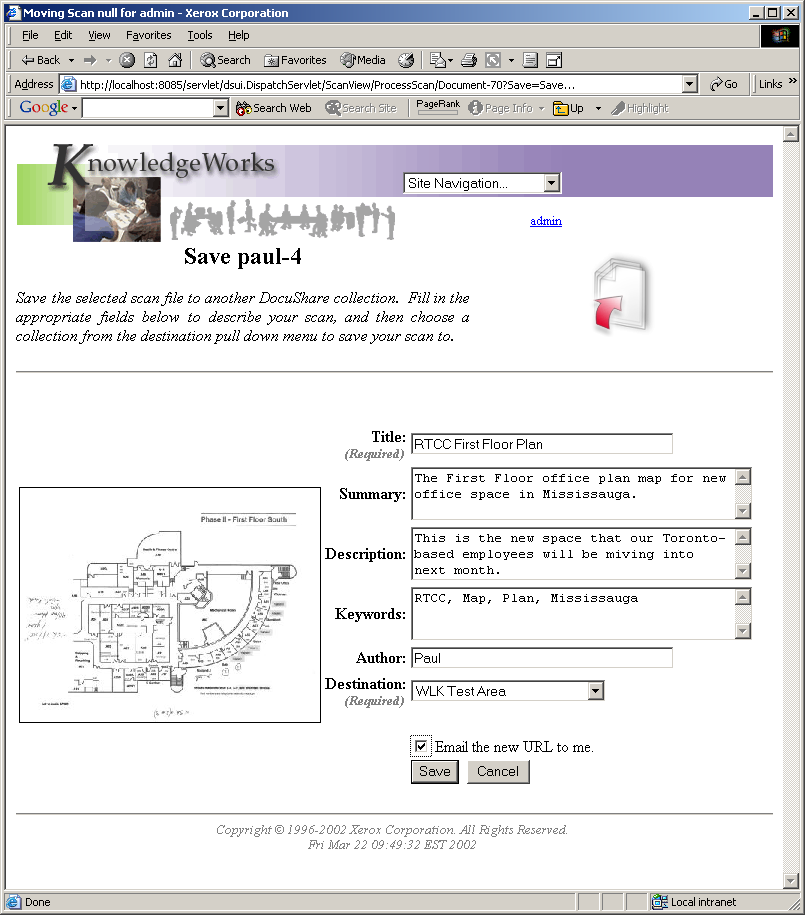 Moving Scan null for admin - Xerox Corporation
File Edit View Favorites Tools Help
Back Search Favorites Media
Address http://localhost:8085/servlet/dsui.DispatchServlet/ScanView/ProcessScan/Document-70?Save=Save... Go Links »
Google Search Web Search Site PageRank Page Info Up Highlight
KnowledgeWorks
Site Navigation...
admin
Save paul-4
Save the selected scan file to another DocuShare collection. Fill in the
appropriate fields below to describe your scan, and then choose a
collection from the destination pull down menu to save your scan to.
Phase II - First Floor South
Title: RTCC First Floor Plan
(Required)
Summary: The First Floor office plan map for new
office space in Mississauga.
Description: This is the new space that our Toronto-
based employees will be miving into
next month.
Keywords: RTCC, Map, Plan, Mississauga
Author: Paul
Destination: WLK Test Area
(Required)
Email the new URL to me.
Save Cancel
Copyright © 1996-2002 Xerox Corporation. All Rights Reserved.
Fri Mar 22 09:49:32 EST 2002
Done Local intranet